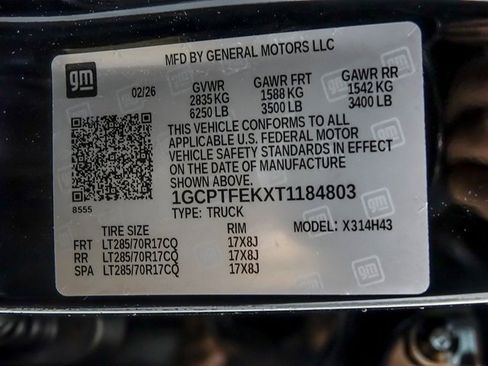 MFD BY GENERAL MOTORS LLC
gm
02/26
GVWR GAWR FRT GAWR RR
2835 KG 1588 KG 1542 KG
6250 LB 3500 LB 3400 LB
THIS VEHICLE CONFORMS TO ALL
APPLICABLE U.S. FEDERAL MOTOR
VEHICLE SAFETY STANDARDS IN EFFECT
ON THE DATE OF MANUFACTURE
SHOWN ABOVE.
1GCPTFEKXT1184803
8555
TYPE: TRUCK
TIRE SIZE RIM MODEL: X314H43
FRT LT285/70R17CQ 17X8J
RR LT285/70R17CQ 17X8J
SPA LT285/70R17CQ 17X8J